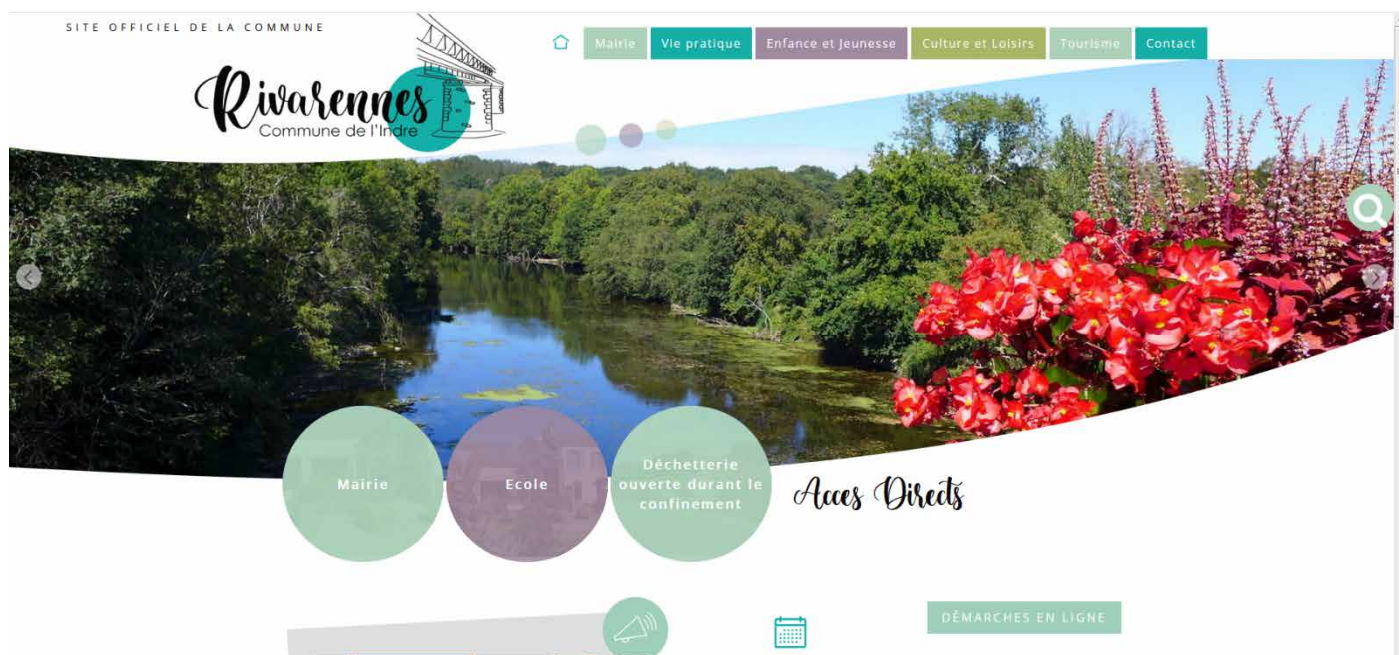 SITE OFFICIEL DE LA COMMUNE
Rivarennes
Commune de l'Indre
Mairie
Vie pratique
Enfance et Jeunesse
Culture et Loisirs
Tourisme
Contact
Mairie
Ecole
Déchetterie
ouverte durant le
confinement
Acces Directs
DÉMARCHES EN LIGNE